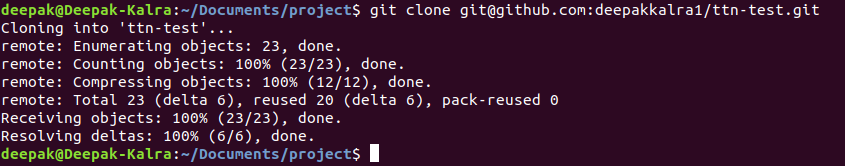 deepak@Deepak-Kalra:~/Documents/project$ git clone git@github.com:deepakkalra1/ttn-test.git
Cloning into 'ttn-test'...
remote: Enumerating objects: 23, done.
remote: Counting objects: 100% (23/23), done.
remote: Compressing objects: 100% (12/12), done.
remote: Total 23 (delta 6), reused 20 (delta 6), pack-reused 0
Receiving objects: 100% (23/23), done.
Resolving deltas: 100% (6/6), done.
deepak@Deepak-Kalra:~/Documents/project$